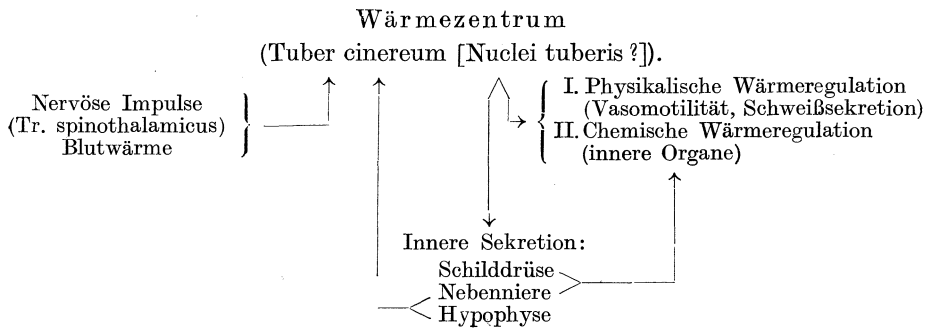 Wärmezentrum
(Tuber cinereum [Nuclei tuberis ?]).
Nervöse Impulse
(Tr. spinothalamicus)
Blutwärme
I. Physikalische Wärmeregulation
(Vasomotilität, Schweißsekretion)
II. Chemische Wärmeregulation
(innere Organe)
Innere Sekretion:
Schilddrüse
Nebenniere
Hypophyse